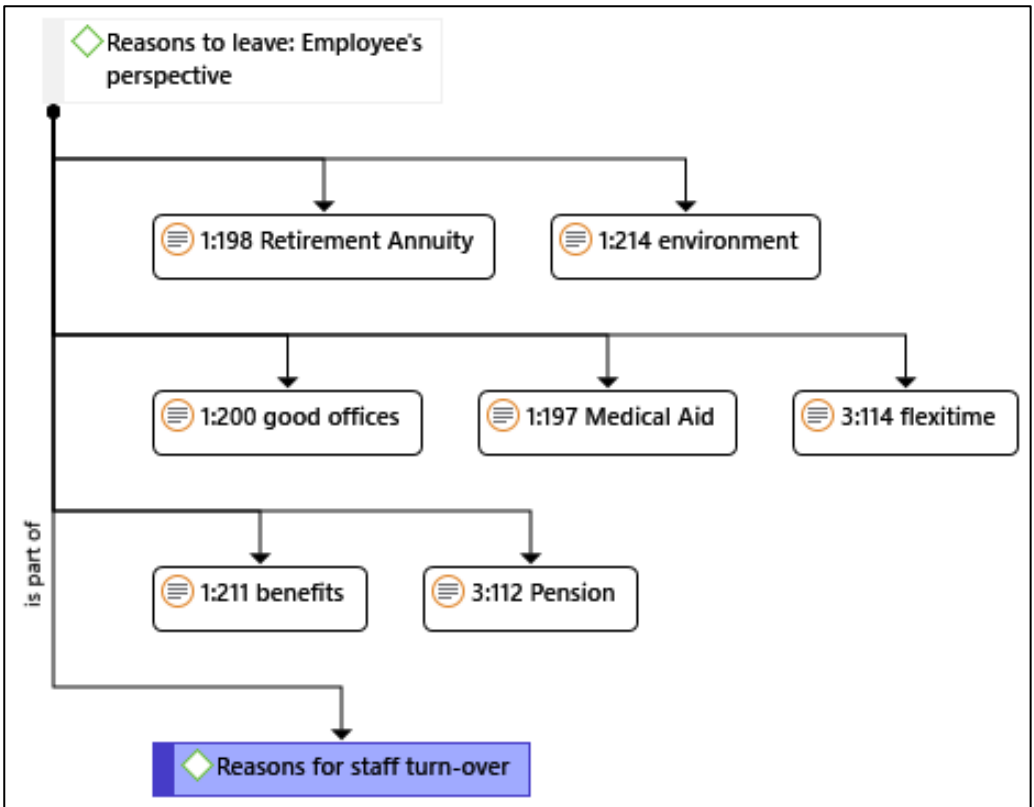 Reasons to leave: Employee's
perspective
1:198 Retirement Annuity
1:214 environment
1:200 good offices
1:197 Medical Aid
3:114 flexitime
is part of
1:211 benefits
3:112 Pension
Reasons for staff turn-over